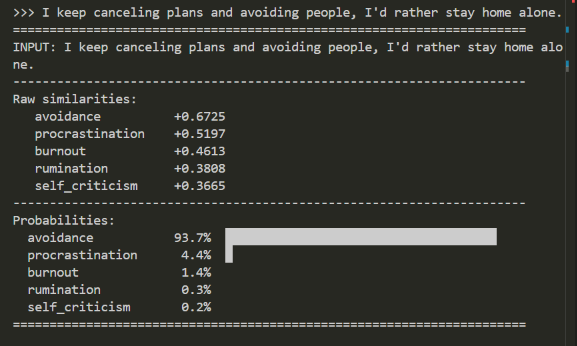 >>> I keep canceling plans and avoiding people, I'd rather stay home alone.
======================================================================
INPUT: I keep canceling plans and avoiding people, I'd rather stay home alo
ne.
----------------------------------------------------------------------
Raw similarities:
avoidance +0.6725
procrastination +0.5197
burnout +0.4613
rumination +0.3808
self_criticism +0.3665
----------------------------------------------------------------------
Probabilities:
avoidance 93.7%
procrastination 4.4%
burnout 1.4%
rumination 0.3%
self_criticism 0.2%
======================================================================